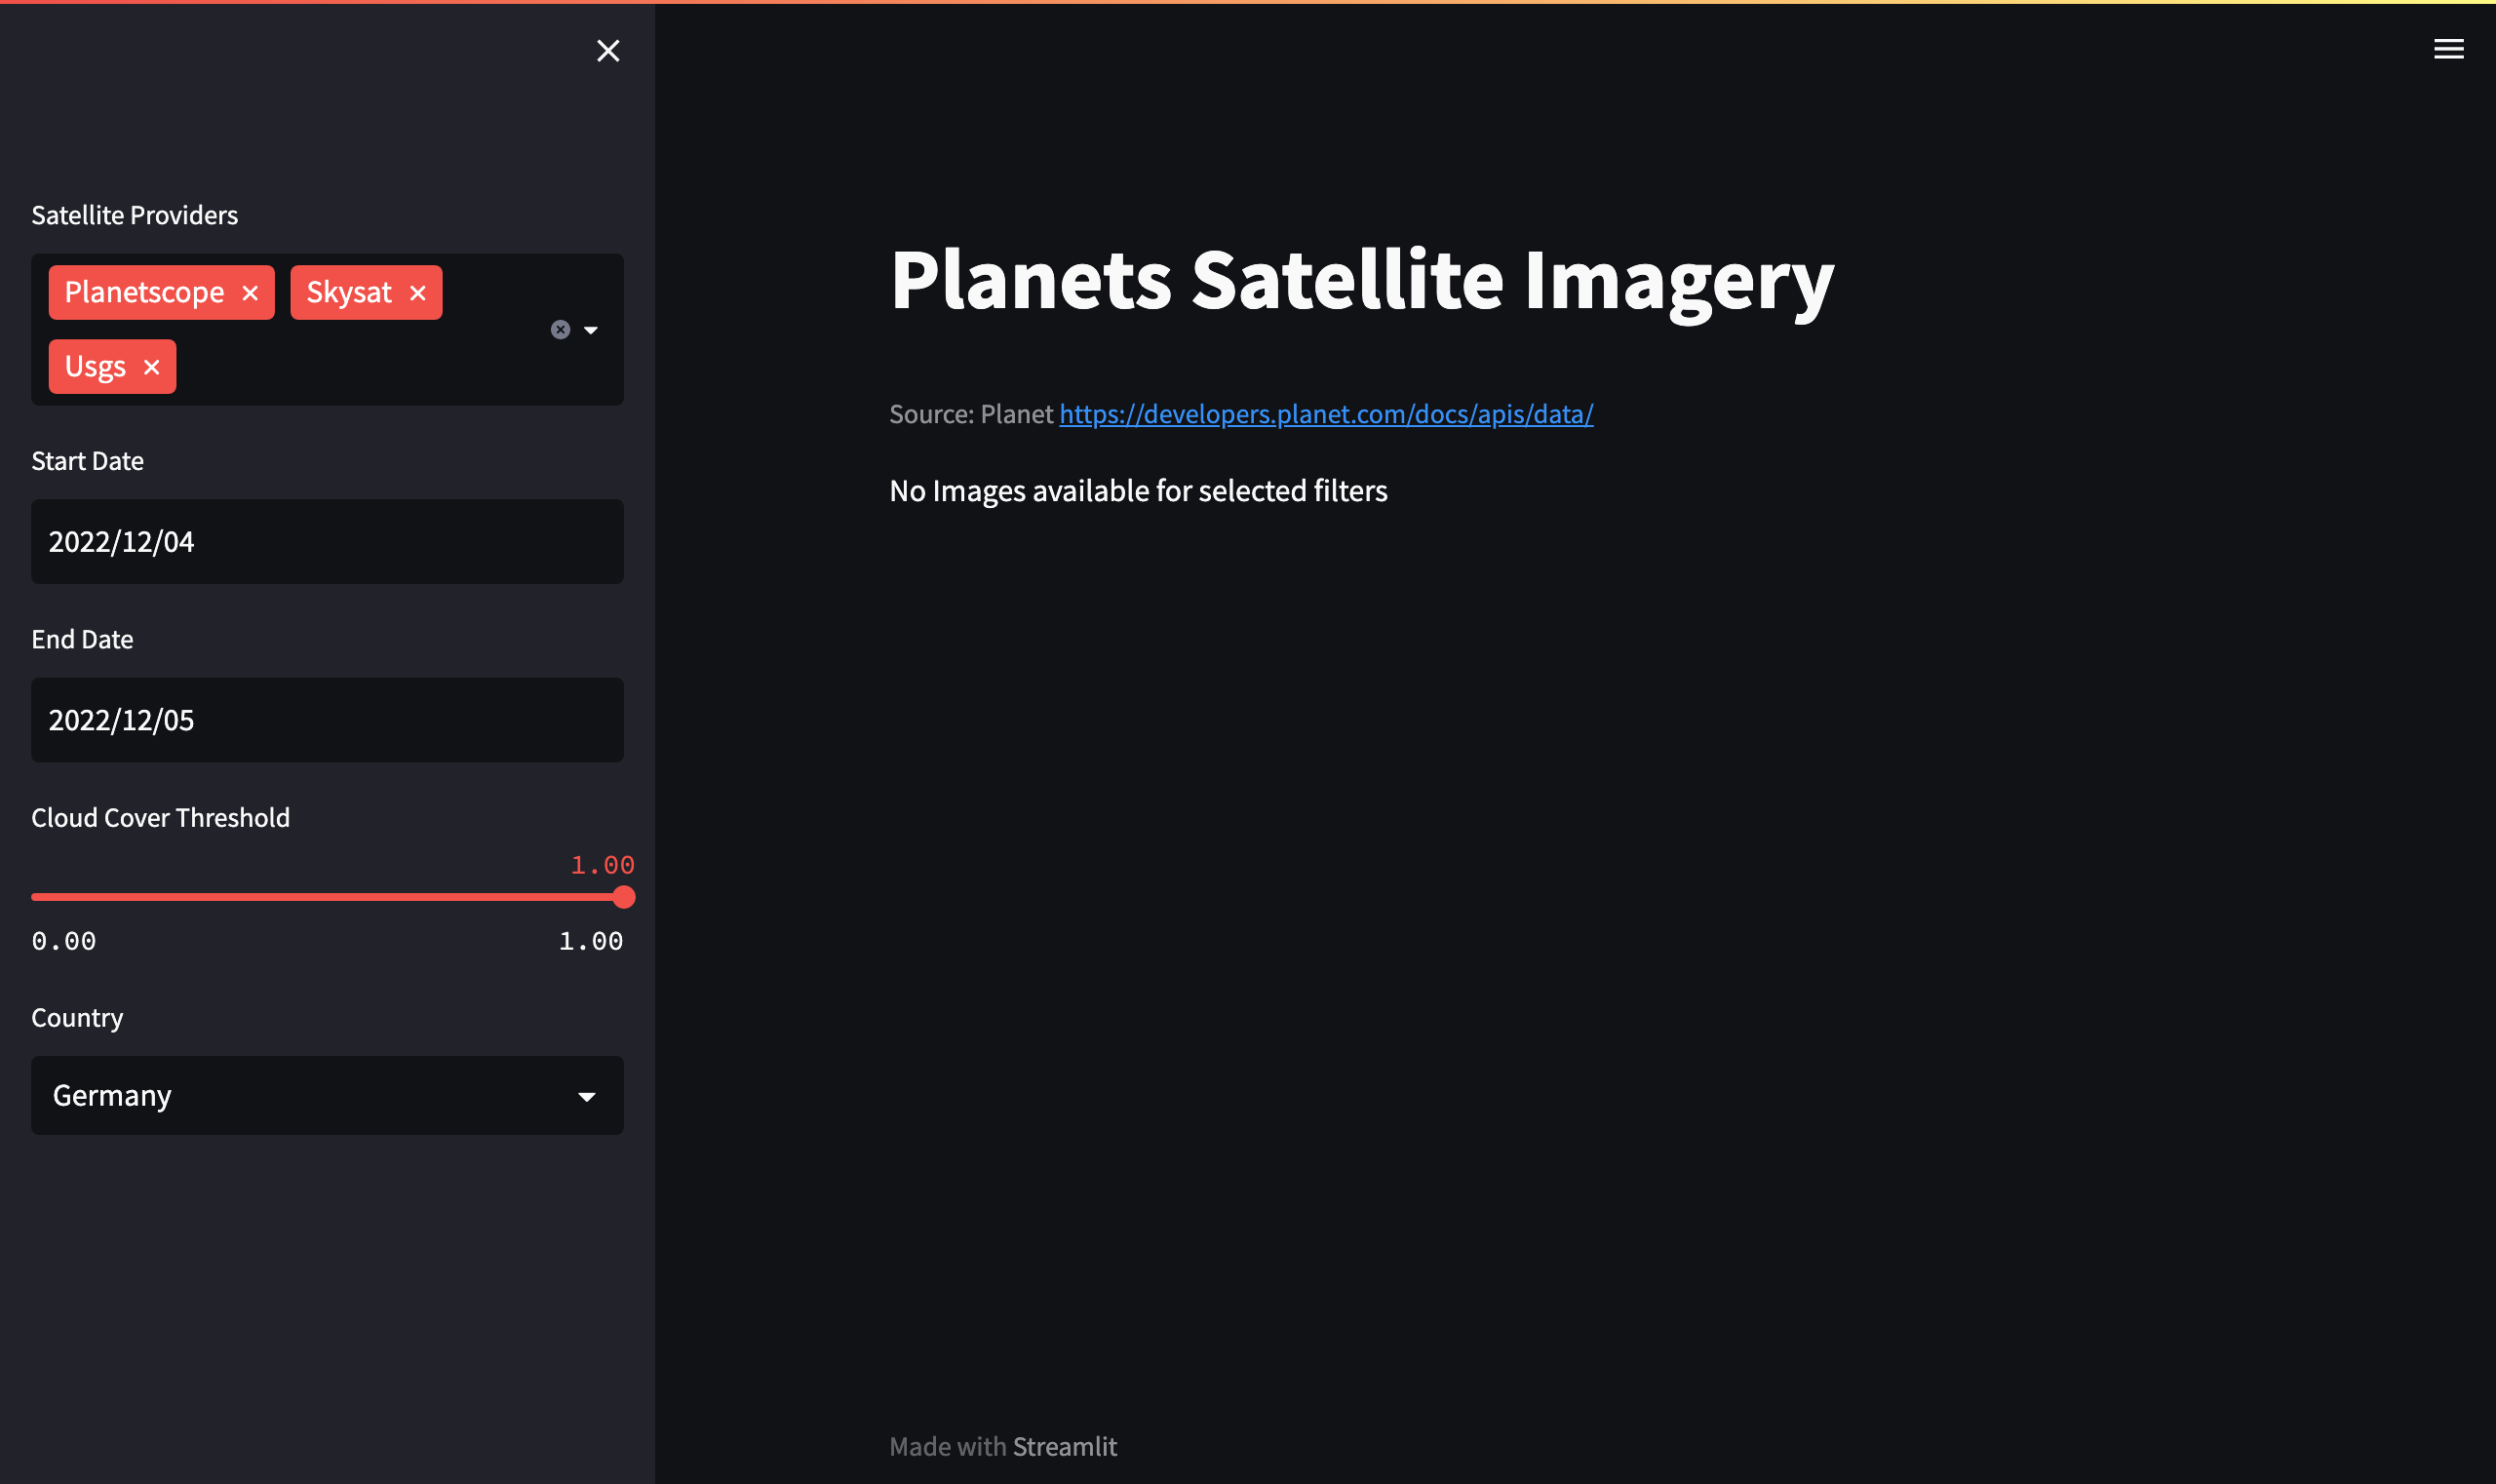 Satellite Providers
Planetscope
Skysat
Usgs
Start Date
2022/12/04
End Date
2022/12/05
Cloud Cover Threshold
1.00
0.00 1.00
Country
Germany
Planets Satellite Imagery
Source: Planet https://developers.planet.com/docs/apis/data/
No Images available for selected filters
Made with Streamlit